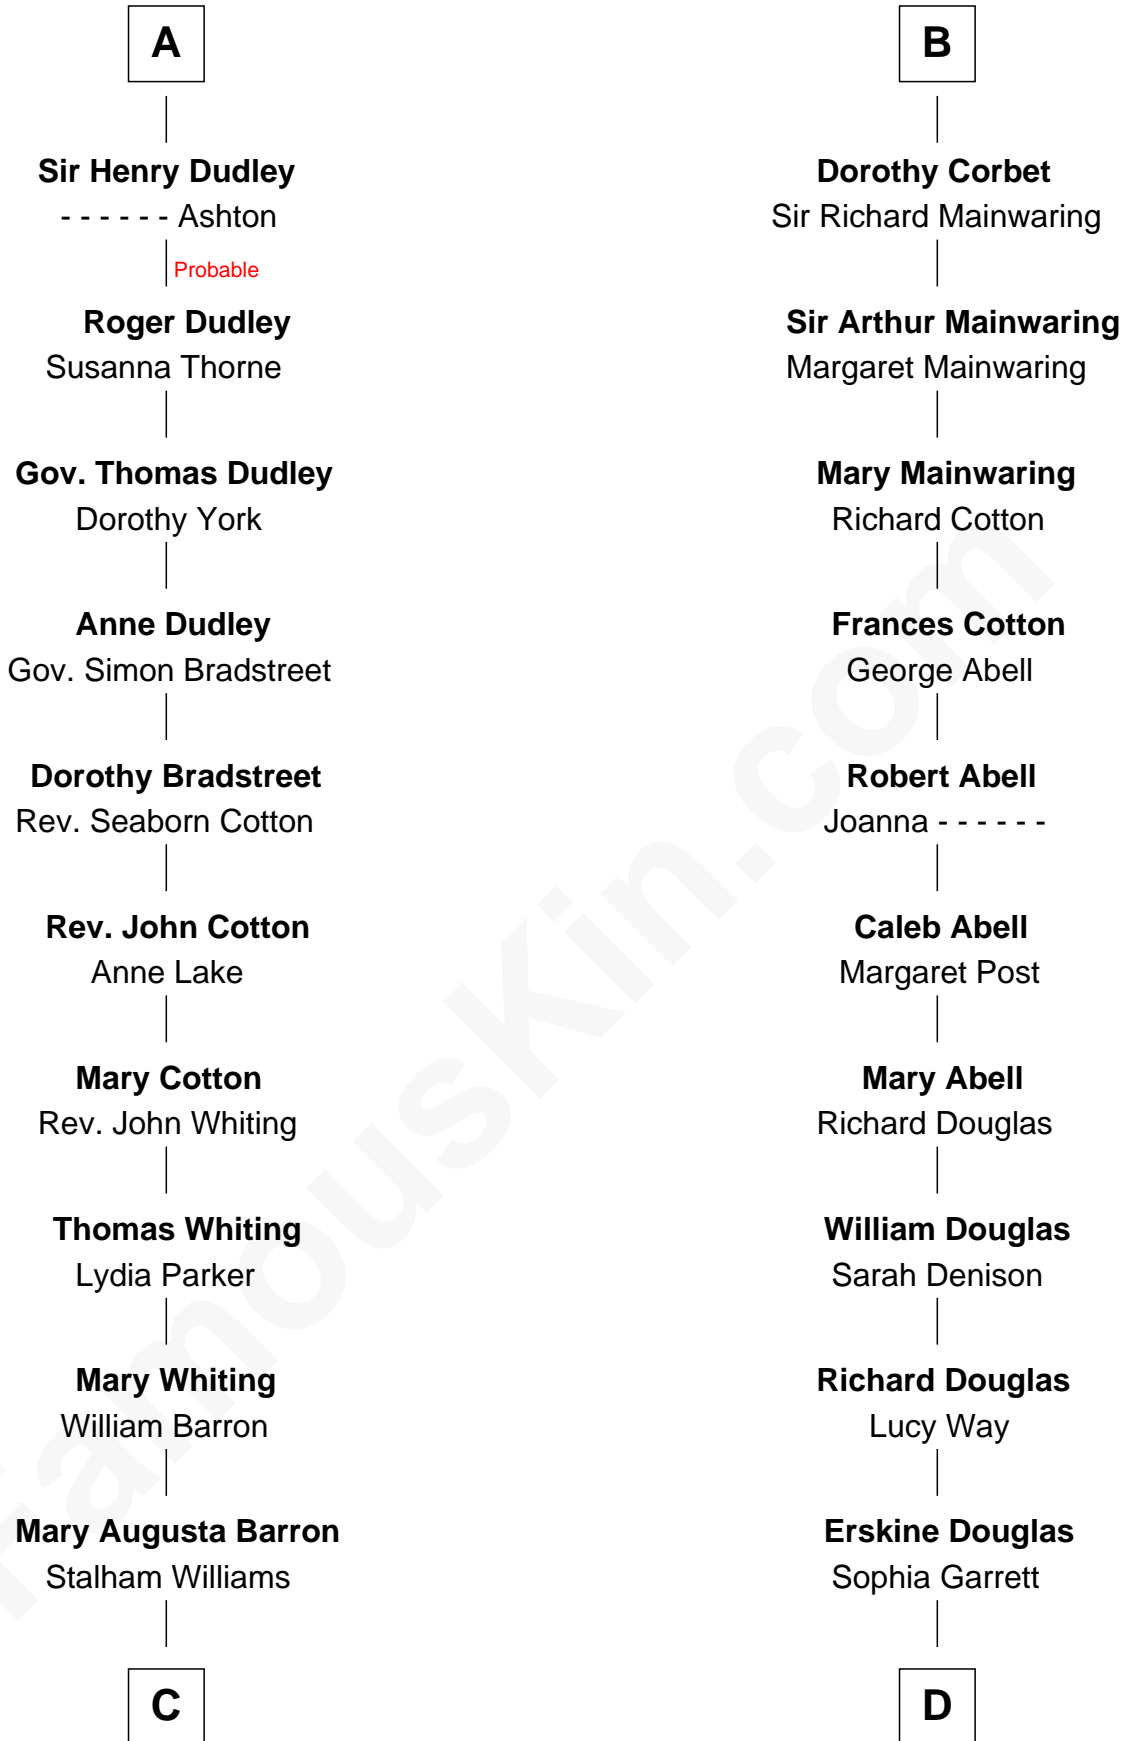 A
Sir Henry Dudley
- - - - - - Ashton
Probable
Roger Dudley
Susanna Thorne
Gov. Thomas Dudley
Dorothy York
Anne Dudley
Gov. Simon Bradstreet
Dorothy Bradstreet
Rev. Seaborn Cotton
Rev. John Cotton
Anne Lake
Mary Cotton
Rev. John Whiting
Thomas Whiting
Lydia Parker
Mary Whiting
William Barron
Mary Augusta Barron
Stalham Williams
C
B
Dorothy Corbet
Sir Richard Mainwaring
Sir Arthur Mainwaring
Margaret Mainwaring
Mary Mainwaring
Richard Cotton
Frances Cotton
George Abell
Robert Abell
Joanna - - - - - -
Caleb Abell
Margaret Post
Mary Abell
Richard Douglas
William Douglas
Sarah Denison
Richard Douglas
Lucy Way
Erskine Douglas
Sophia Garrett
D
FamousKin.com